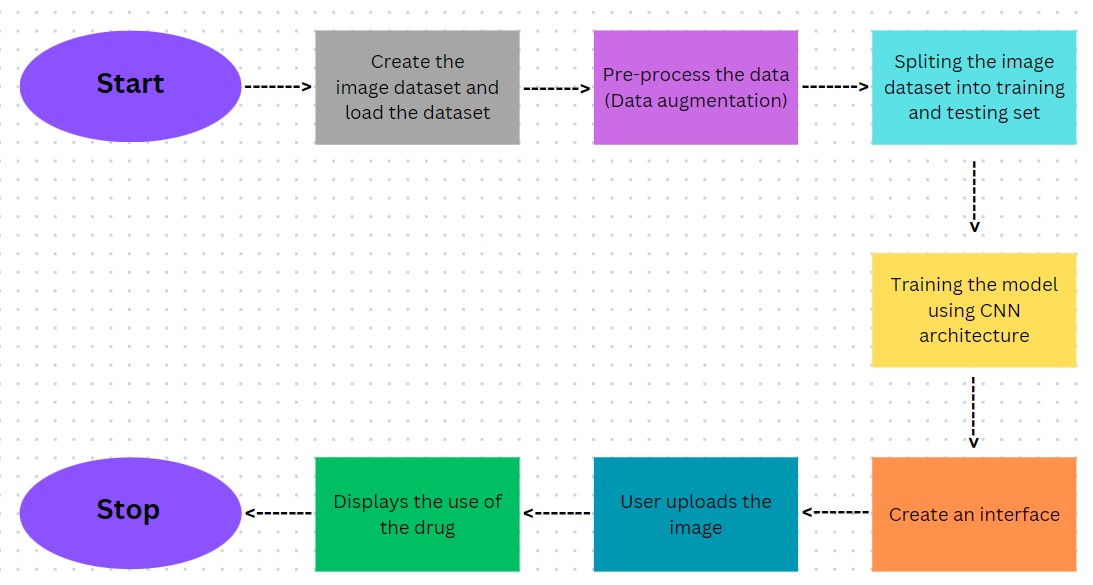 Start
Create the
image dataset and
load the dataset
Pre-process the data
(Data augmentation)
Spliting the image
dataset into training
and testing set
Training the model
using CNN
architecture
Create an interface
User uploads the
image
Displays the use of
the drug
Stop